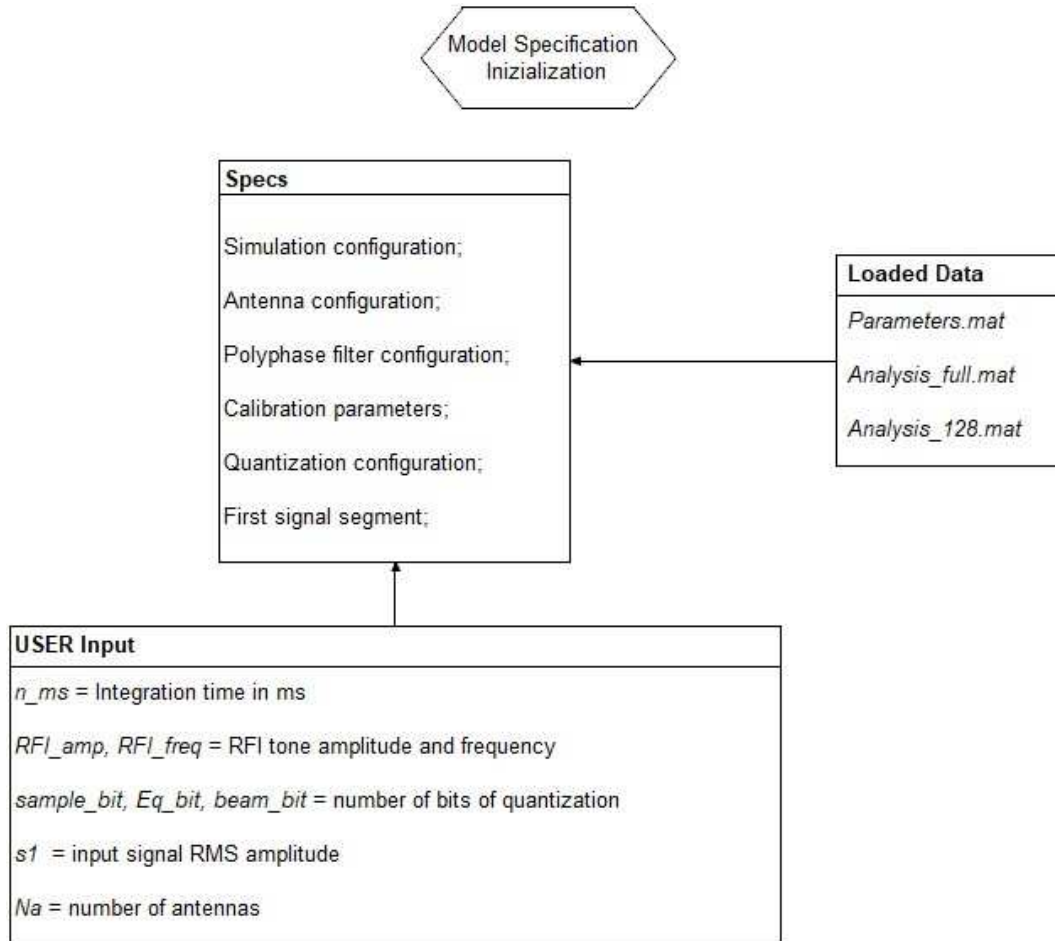 Model Specification
Inizialization
Specs
Simulation configuration;
Antenna configuration;
Polyphase filter configuration;
Calibration parameters;
Quantization configuration;
First signal segment;
Loaded Data
Parameters.mat
Analysis_full.mat
Analysis_128.mat
USER Input
n_ms = Integration time in ms
RFI_amp, RFI_freq = RFI tone amplitude and frequency
sample_bit, Eq_bit, beam_bit = number of bits of quantization
s1 = input signal RMS amplitude
Na = number of antennas